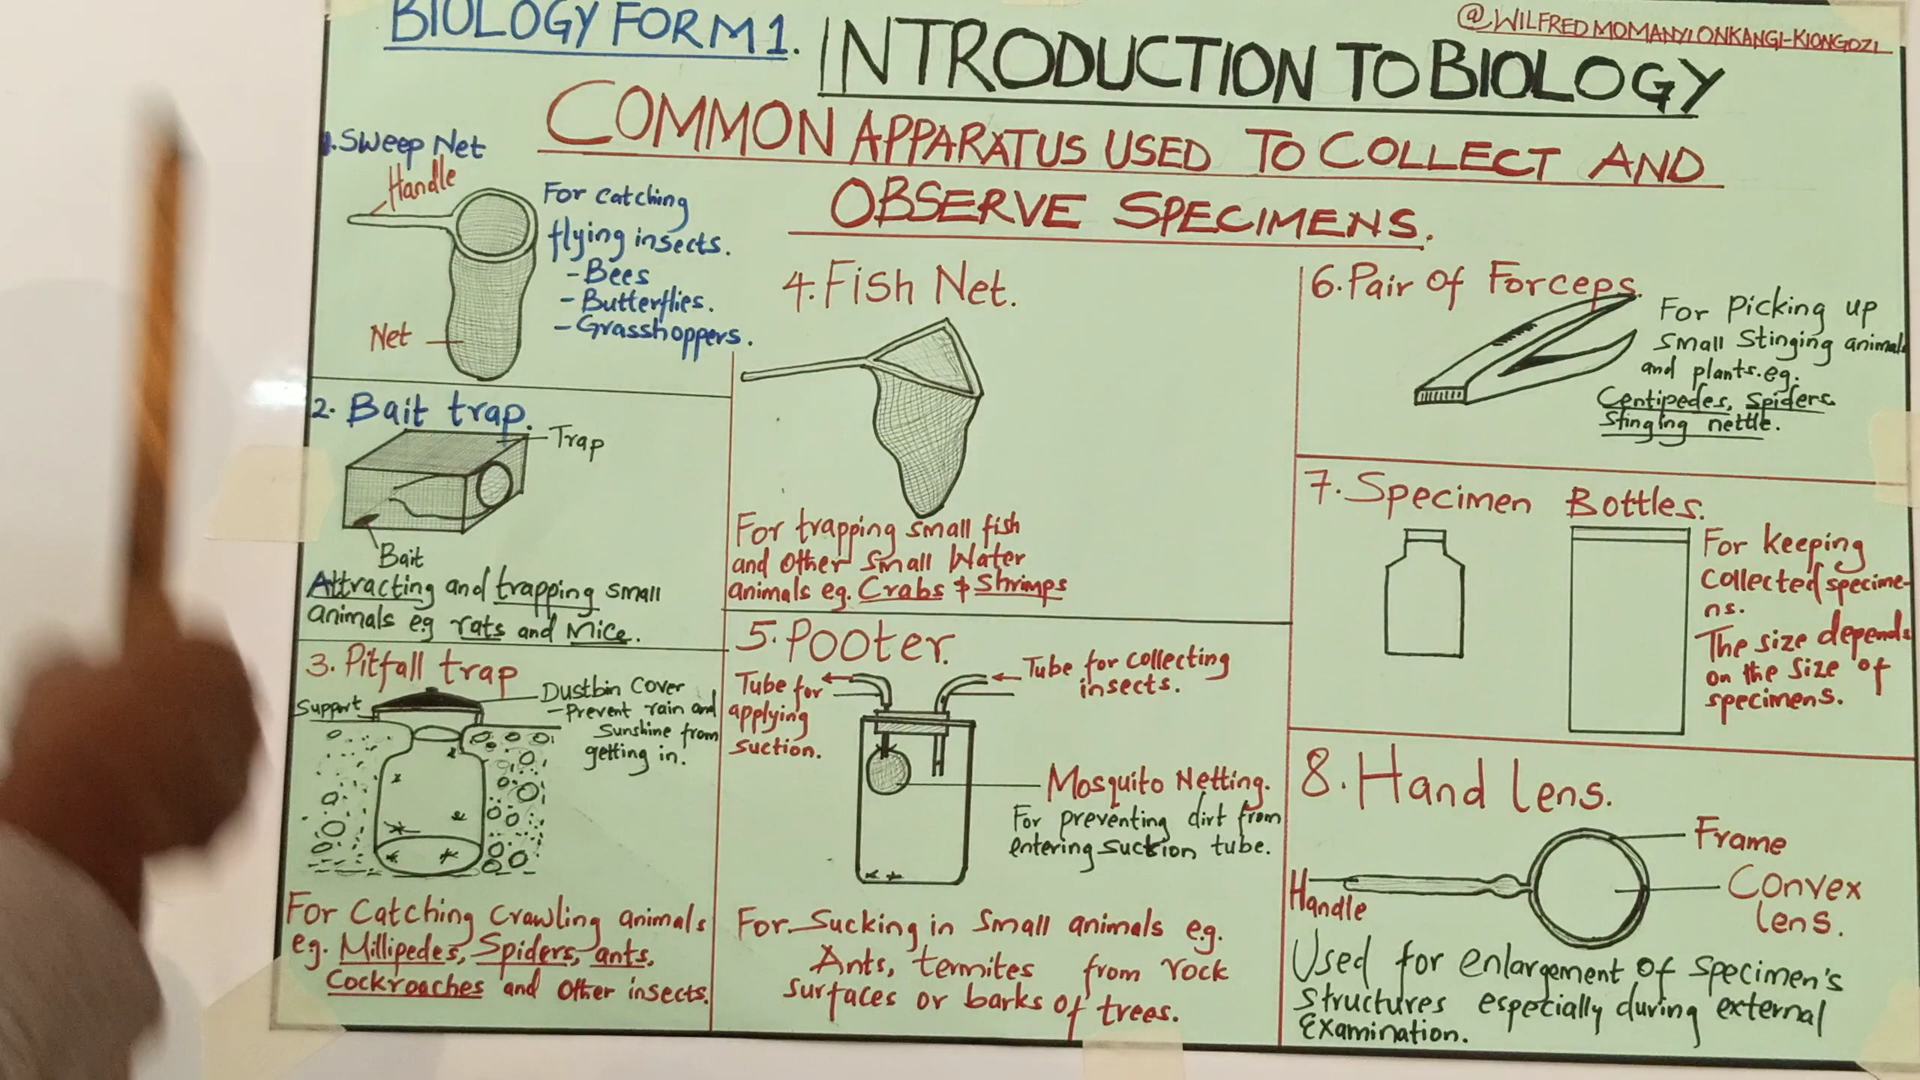 BIOLOGY FORM 1.
INTRODUCTION TO BIOLOGY
@WILFREDMOMANYIONKANGI-KIONGOZI
COMMON APPARATUS USED TO COLLECT AND
OBSERVE SPECIMENS.
1. Sweep Net
Handle
For catching
flying insects.
- Bees
- Butterflies.
- Grasshoppers.
Net
2. Bait trap.
Trap
Bait
Attracting and trapping small
animals eg rats and Mice.
3. Pitfall trap
Support
Dustbin Cover
- Prevent rain and
Sunshine from
getting in.
For Catching Crawling animals
eg. Millipedes, Spiders, ants,
Cockroaches and other insects.
4. Fish Net.
For trapping small fish
and other Small Water
animals eg. Crabs & Shrimps
5. Pooter.
Tube for
applying
suction.
Tube for collecting
insects.
Mosquito Netting.
For preventing dirt from
entering suction tube.
For Sucking in Small animals eg.
Ants, termites from rock
surfaces or barks of trees.
6. Pair of Forceps.
For Picking up
Small Stinging animals
and plants. eg.
Centipedes, Spiders
Stinging nettle.
7. Specimen Bottles.
For keeping
Collected specime-
ns.
The size depends
on the size of
specimens.
8. Hand lens.
Frame
Handle
Convex
lens.
Used for enlargement of specimen's
structures especially during external
Examination.